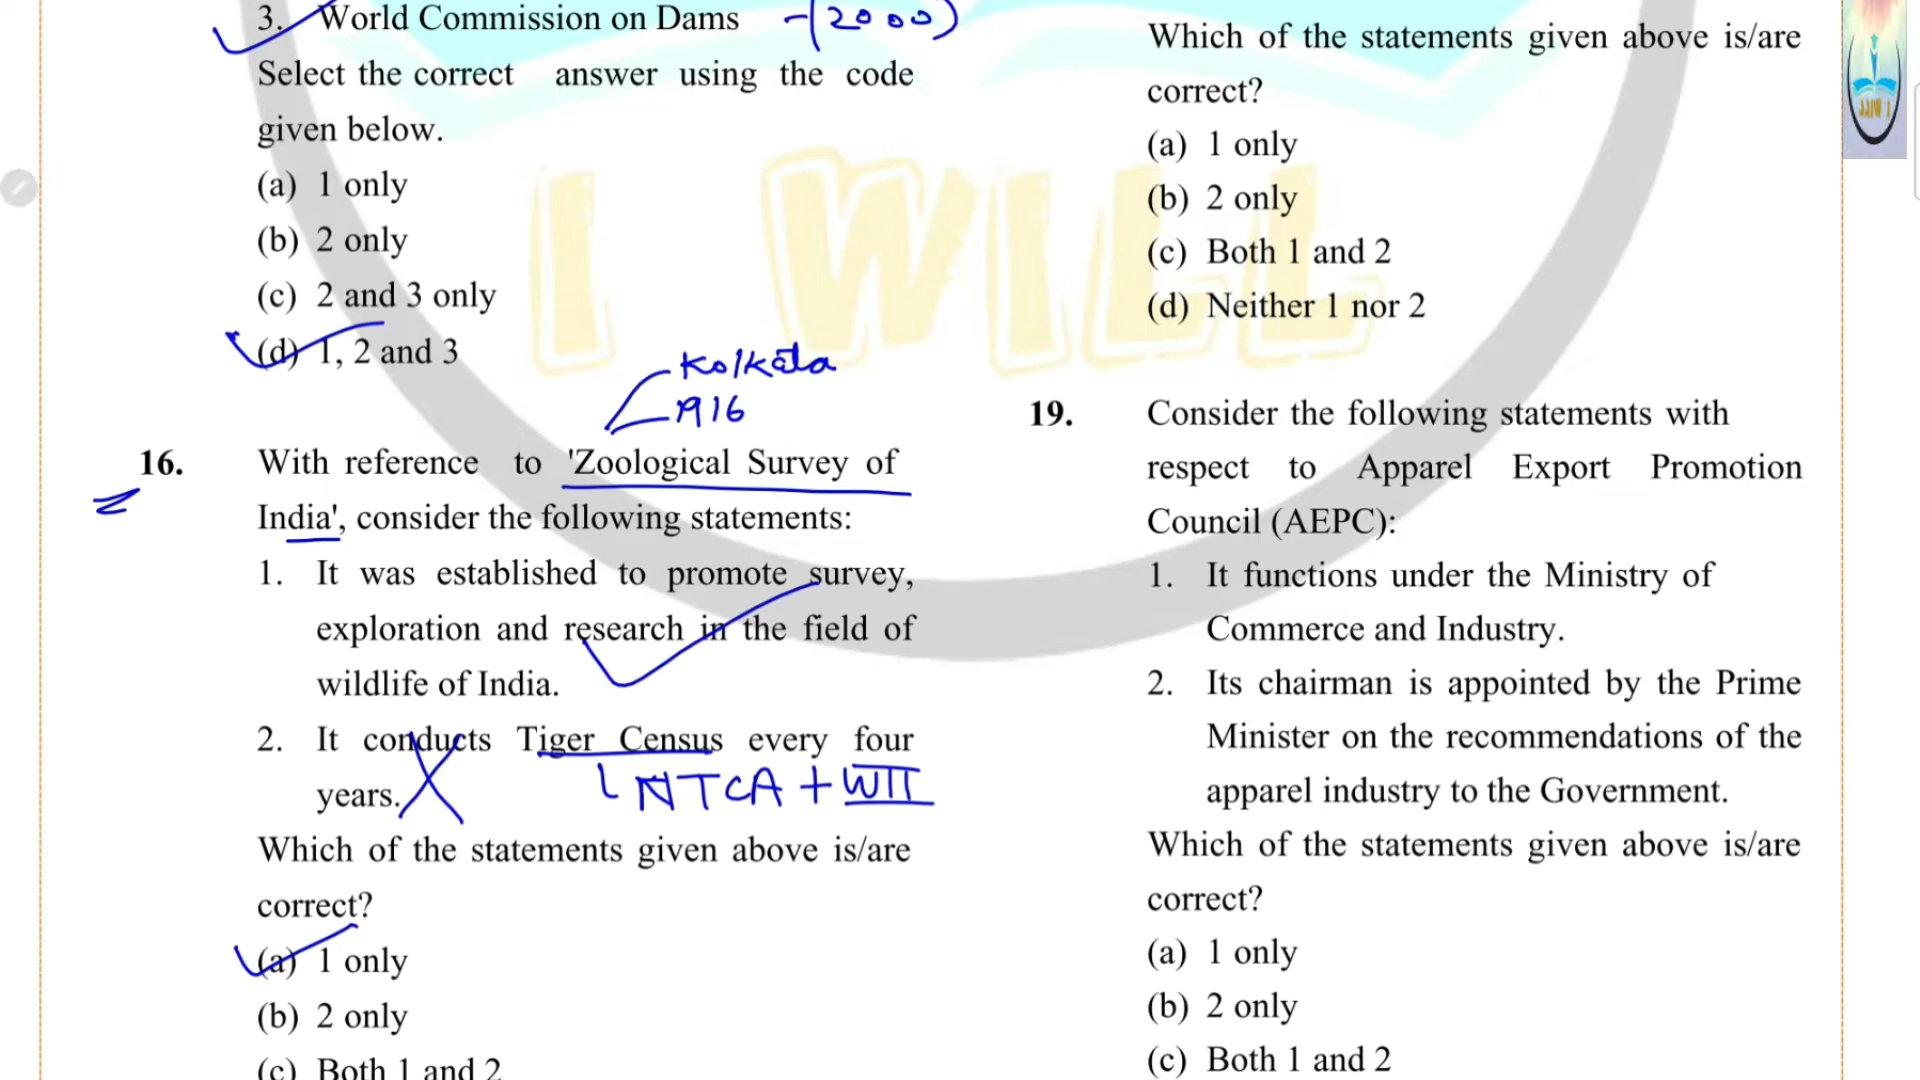 3. World Commission on Dams - (2000)
Select the correct answer using the code
given below.
(a) 1 only
(b) 2 only
(c) 2 and 3 only
(d) 1, 2 and 3
Kolkata
1916
16. With reference to 'Zoological Survey of
India', consider the following statements:
1. It was established to promote survey,
exploration and research in the field of
wildlife of India.
2. It conducts Tiger Census every four
years.
NTCA + WII
Which of the statements given above is/are
correct?
(a) 1 only
(b) 2 only
(c) Both 1 and 2
Which of the statements given above is/are
correct?
(a) 1 only
(b) 2 only
(c) Both 1 and 2
(d) Neither 1 nor 2
19. Consider the following statements with
respect to Apparel Export Promotion
Council (AEPC):
1. It functions under the Ministry of
Commerce and Industry.
2. Its chairman is appointed by the Prime
Minister on the recommendations of the
apparel industry to the Government.
Which of the statements given above is/are
correct?
(a) 1 only
(b) 2 only
(c) Both 1 and 2
I WILL